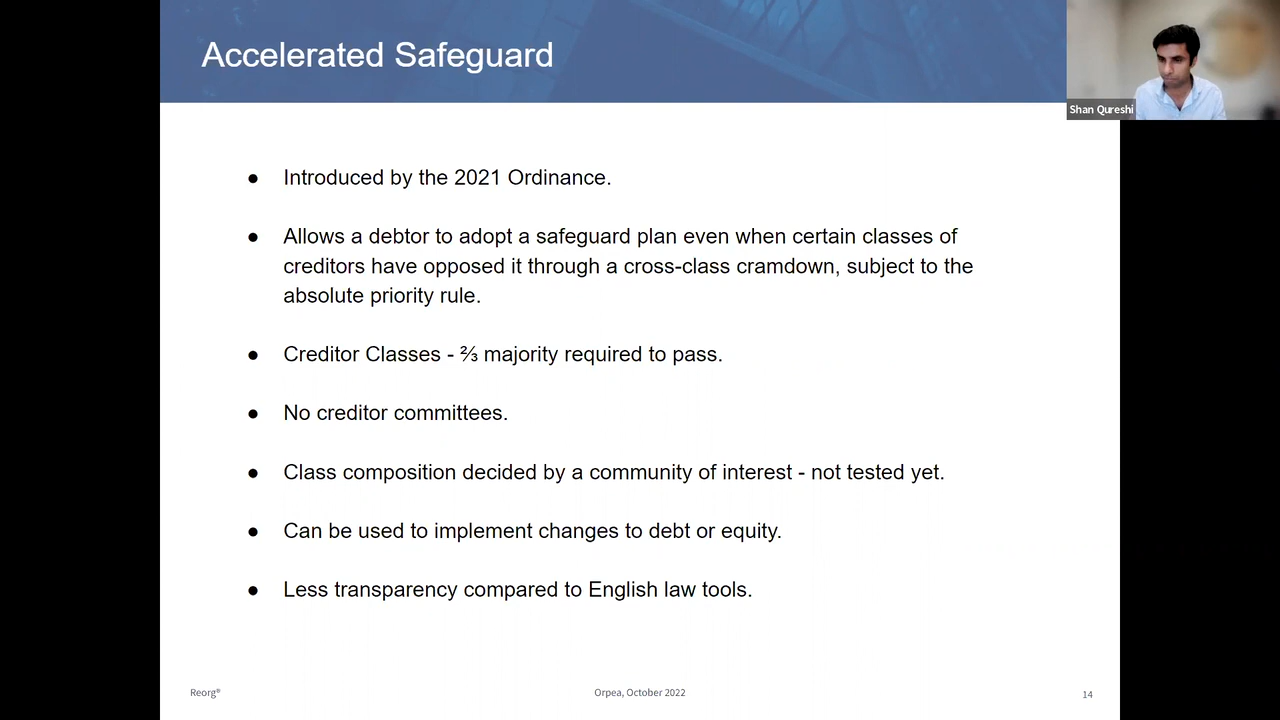 Accelerated Safeguard
Shan Qureshi
● Introduced by the 2021 Ordinance.
● Allows a debtor to adopt a safeguard plan even when certain classes of
creditors have opposed it through a cross-class cramdown, subject to the
absolute priority rule.
● Creditor Classes - ⅔ majority required to pass.
● No creditor committees.
● Class composition decided by a community of interest - not tested yet.
● Can be used to implement changes to debt or equity.
● Less transparency compared to English law tools.
Reorg® Orpea, October 2022 14